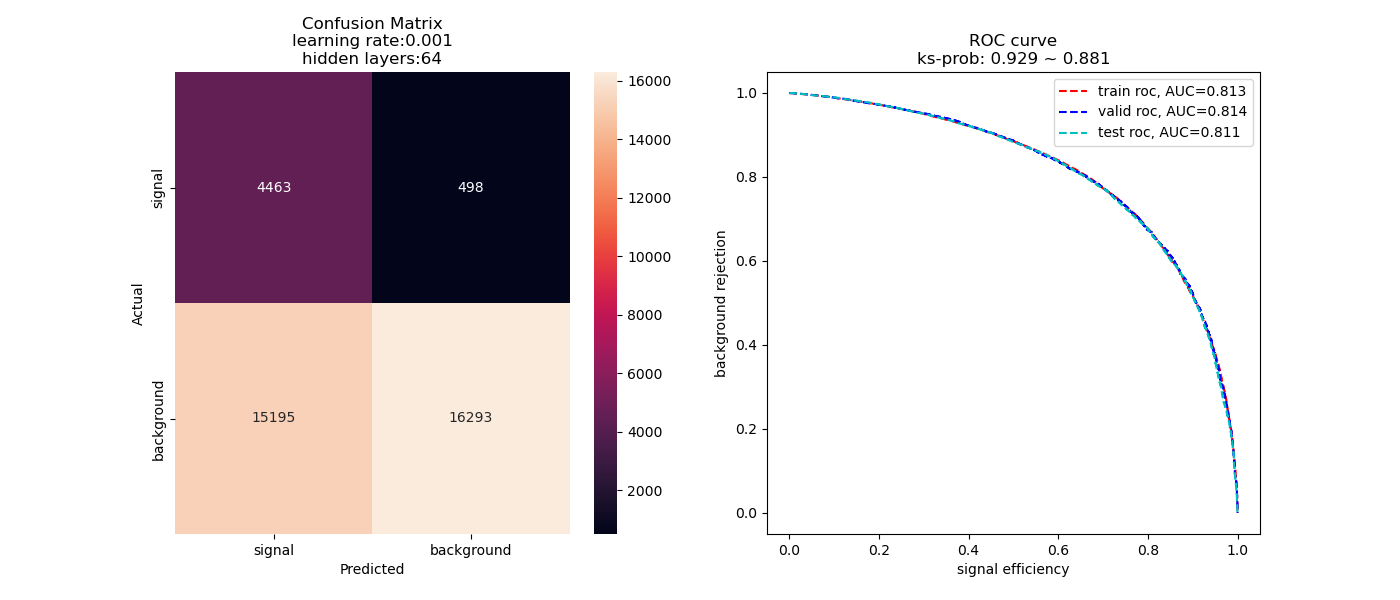 Confusion Matrix
learning rate:0.001
hidden layers:64
signal
background
Actual
4463
498
15195
16293
signal
background
Predicted
16000
14000
12000
10000
8000
6000
4000
2000
ROC curve
ks-prob: 0.929 ~ 0.881
train roc, AUC=0.813
valid roc, AUC=0.814
test roc, AUC=0.811
background rejection
1.0
0.8
0.6
0.4
0.2
0.0
0.0
0.2
0.4
0.6
0.8
1.0
signal efficiency